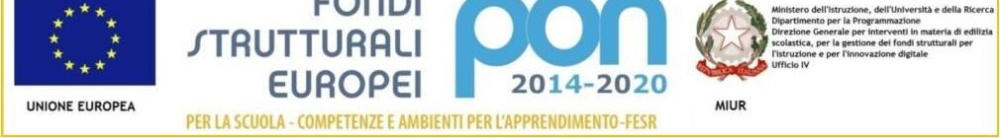 UNIONE EUROPEA
FONDI
STRUTTURALI
EUROPEI
pon
2014-2020
PER LA SCUOLA - COMPETENZE E AMBIENTI PER L'APPRENDIMENTO-FESR
REPUBBLICA ITALIANA
MIUR
Ministero dell'Istruzione, dell'Università e della Ricerca
Dipartimento per la Programmazione
Direzione Generale per interventi in materia di edilizia
scolastica, per la gestione dei fondi strutturali per
l'istruzione e per l'innovazione digitale
Ufficio IV